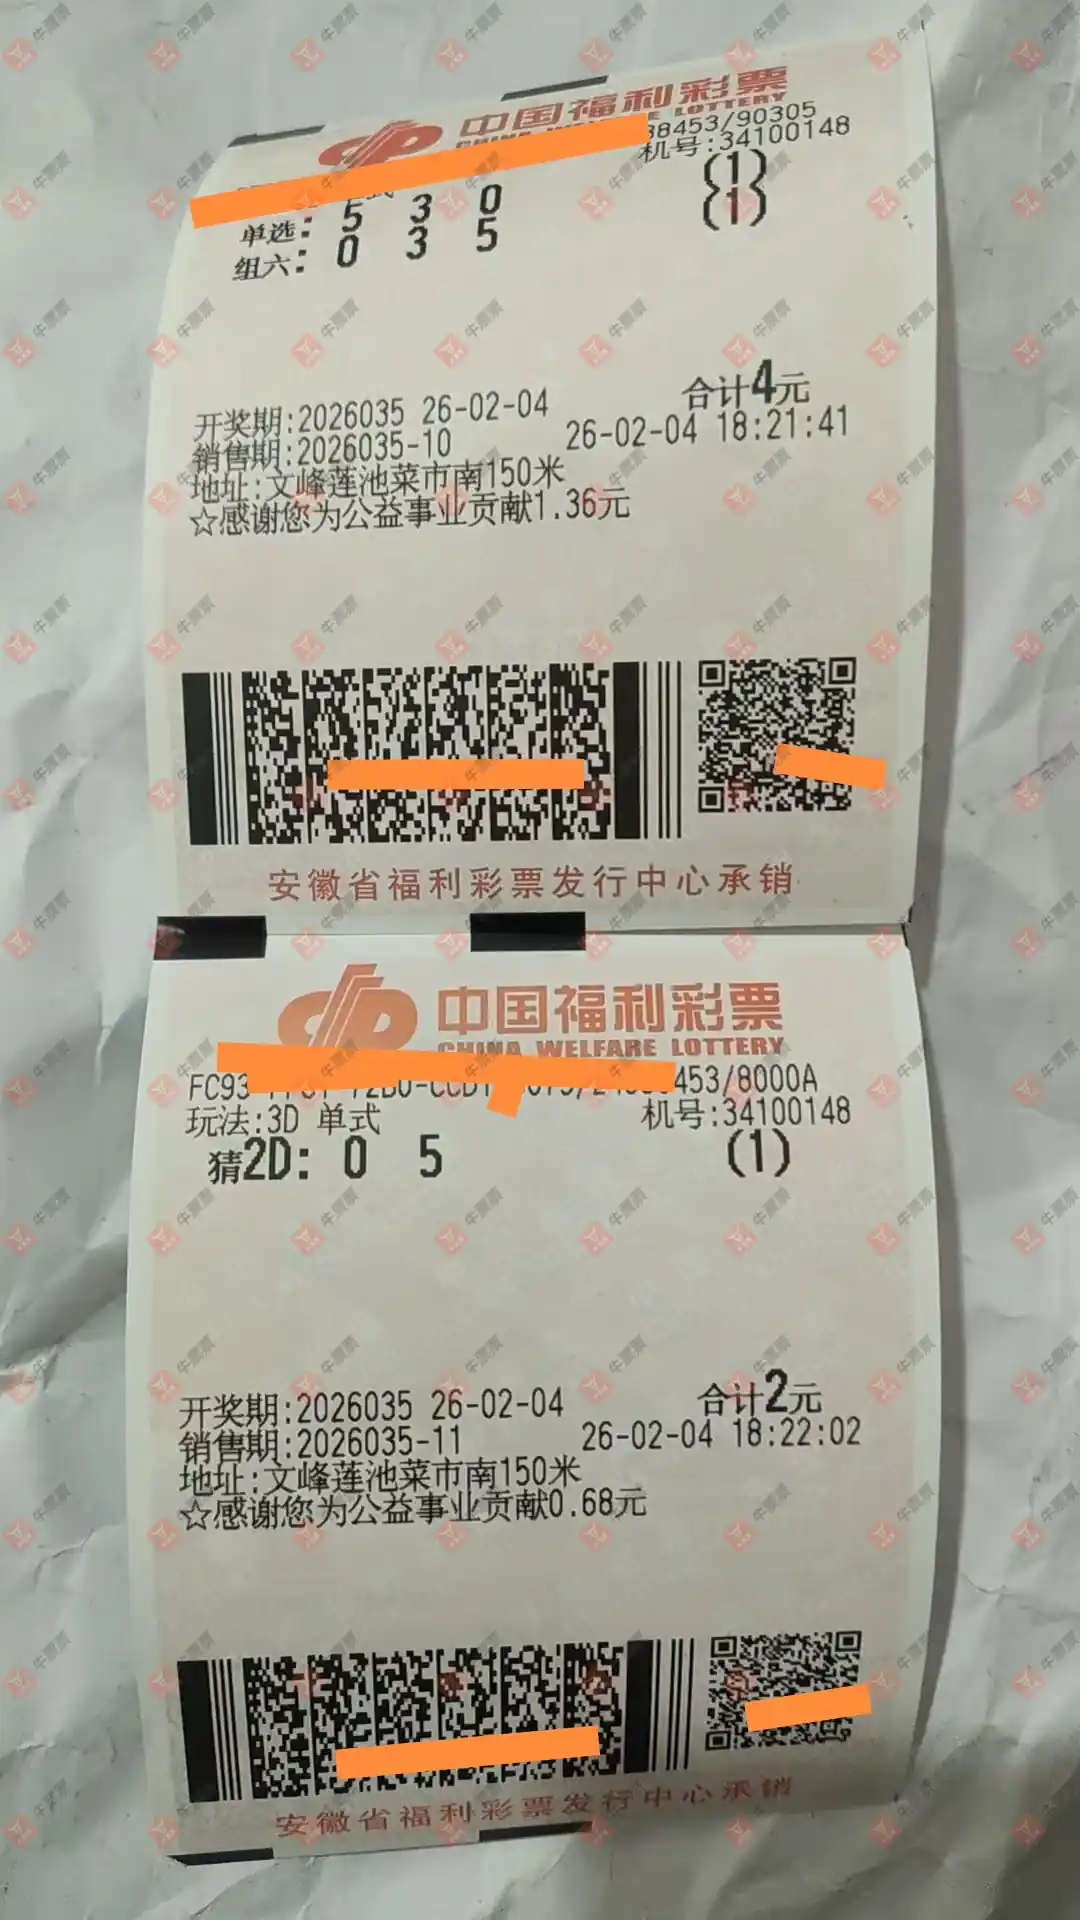 中国福利彩票
CHINA WELFARE LOTTERY
38453/90305
机号:34100148
单选: 5 3 0 (1)
组六: 0 3 5 (1)
合计4元
开奖期:2026035 26-02-04
销售期:2026035-10 26-02-04 18:21:41
地址:文峰莲池菜市南150米
☆感谢您为公益事业贡献1.36元
安徽省福利彩票发行中心承销
中国福利彩票
CHINA WELFARE LOTTERY
FC93 453/8000A
玩法:3D 单式 机号:34100148
猜2D: 0 5 (1)
合计2元
开奖期:2026035 26-02-04
销售期:2026035-11 26-02-04 18:22:02
地址:文峰莲池菜市南150米
☆感谢您为公益事业贡献0.68元
安徽省福利彩票发行中心承销
牛票票